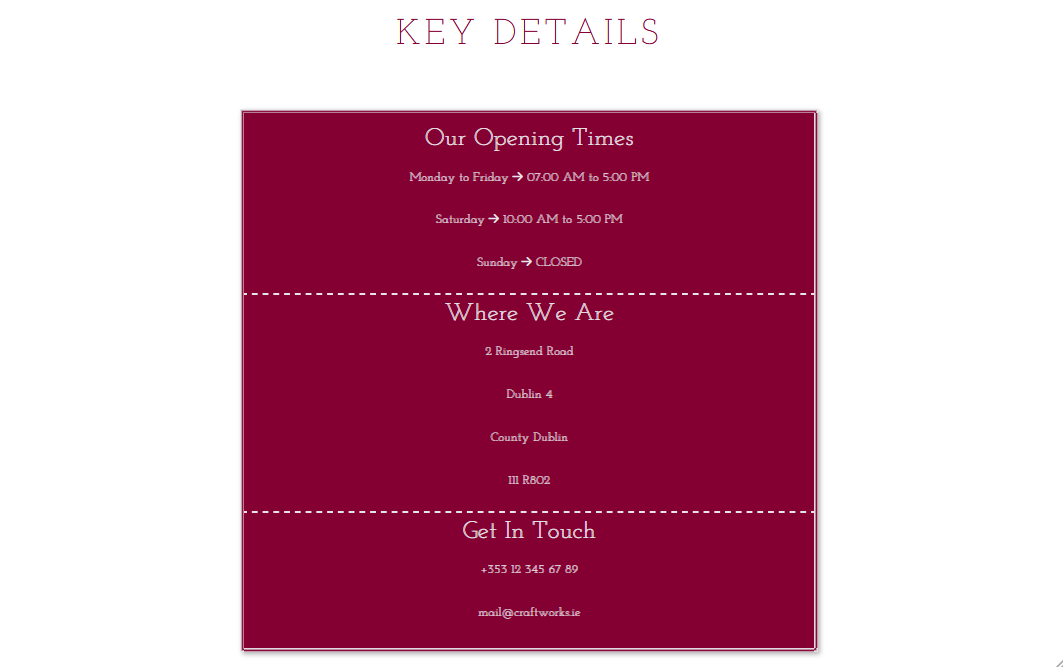 KEY DETAILS
Our Opening Times
Monday to Friday → 07:00 AM to 5:00 PM
Saturday → 10:00 AM to 5:00 PM
Sunday → CLOSED
Where We Are
2 Ringsend Road
Dublin 4
County Dublin
111 R802
Get In Touch
+353 12 345 67 89
mail@craftworks.ie